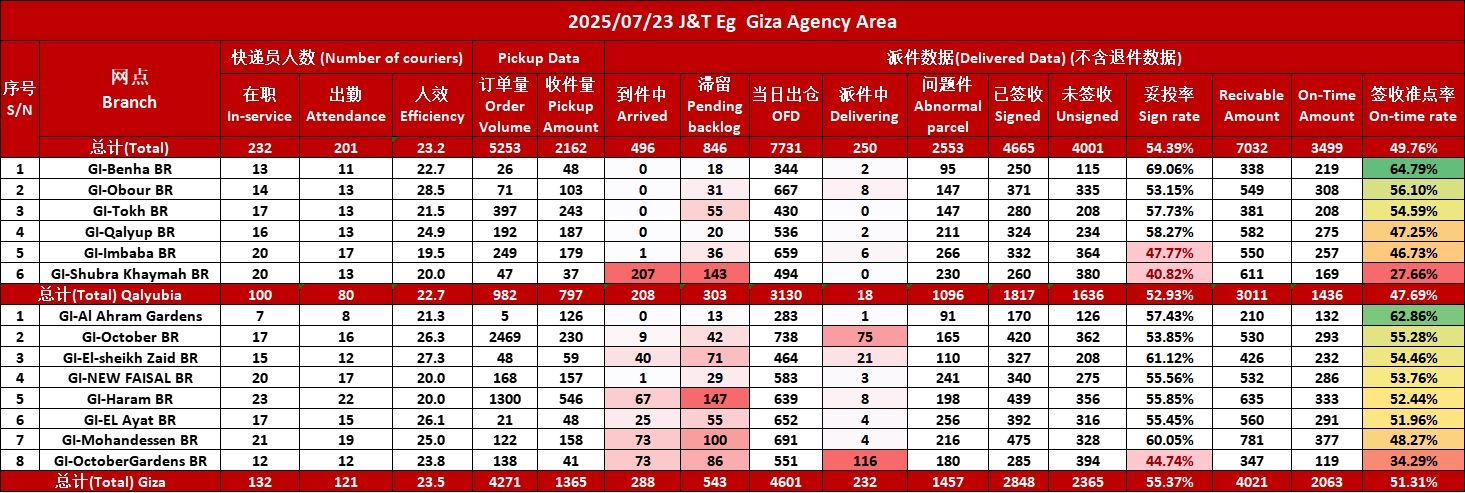 2025/07/23 J&T Eg Giza Agency Area
序号 S/N 网点 Branch 快递员人数 (Number of couriers) Pickup Data 派件数据(Delivered Data) (不含退件数据)
在职 In-service 出勤 Attendance 人效 Efficiency 订单量 Order Volume 收件量 Pickup Amount 到件中 Arrived 滞留 Pending backlog 当日出仓 OFD 派件中 Delivering 问题件 Abnormal parcel 已签收 Signed 未签收 Unsigned 妥投率 Sign rate Recivable Amount On-Time Amount 签收准点率 On-time rate
总计(Total) 232 201 23.2 5253 2162 496 846 7731 250 2553 4665 4001 54.39% 7032 3499 49.76%
1 GI-Benha BR 13 11 22.7 26 48 0 18 344 2 95 250 115 69.06% 338 219 64.79%
2 GI-Obour BR 14 13 28.5 71 103 0 31 667 8 147 371 335 53.15% 549 308 56.10%
3 GI-Tokh BR 17 13 21.5 397 243 0 55 430 0 147 280 208 57.73% 381 208 54.59%
4 GI-Qalyup BR 16 13 24.9 192 187 0 20 536 2 211 324 234 58.27% 582 275 47.25%
5 GI-Imbaba BR 20 17 19.5 249 179 1 36 659 6 266 332 364 47.77% 550 257 46.73%
6 GI-Shubra Khaymah BR 20 13 20.0 47 37 207 143 494 0 230 260 380 40.82% 611 169 27.66%
总计(Total) Qalyubia 100 80 22.7 982 797 208 303 3130 18 1096 1817 1636 52.93% 3011 1436 47.69%
1 GI-Al Ahram Gardens 7 8 21.3 5 126 0 13 283 1 91 170 126 57.43% 210 132 62.86%
2 GI-October BR 17 16 26.3 2469 230 9 42 738 75 165 420 362 53.85% 530 293 55.28%
3 GI-El-sheikh Zaid BR 15 12 27.3 48 59 40 71 464 21 110 327 208 61.12% 426 232 54.46%
4 GI-NEW FAISAL BR 20 17 20.0 168 157 1 29 583 3 241 340 275 55.56% 532 286 53.76%
5 GI-Haram BR 23 22 20.0 1300 546 67 147 639 8 198 439 356 55.85% 635 333 52.44%
6 GI-EL Ayat BR 17 15 26.1 21 48 25 55 652 4 256 392 316 55.45% 560 291 51.96%
7 GI-Mohandessen BR 21 19 25.0 122 158 73 100 691 4 216 475 328 60.05% 781 377 48.27%
8 GI-OctoberGardens BR 12 12 23.8 138 41 73 86 551 116 180 285 394 44.74% 347 119 34.29%
总计(Total) Giza 132 121 23.5 4271 1365 288 543 4601 232 1457 2848 2365 55.37% 4021 2063 51.31%